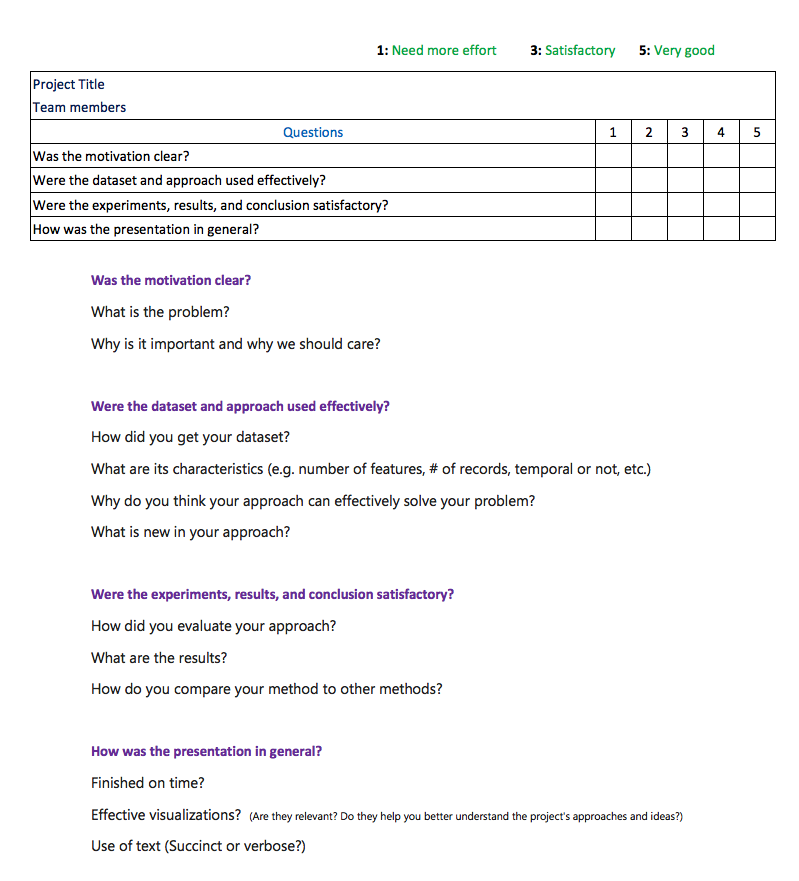 1: Need more effort 3: Satisfactory 5: Very good
Project Title
Team members
Questions 1 2 3 4 5
Was the motivation clear?
Were the dataset and approach used effectively?
Were the experiments, results, and conclusion satisfactory?
How was the presentation in general?
Was the motivation clear?
What is the problem?
Why is it important and why we should care?
Were the dataset and approach used effectively?
How did you get your dataset?
What are its characteristics (e.g. number of features, # of records, temporal or not, etc.)
Why do you think your approach can effectively solve your problem?
What is new in your approach?
Were the experiments, results, and conclusion satisfactory?
How did you evaluate your approach?
What are the results?
How do you compare your method to other methods?
How was the presentation in general?
Finished on time?
Effective visualizations? (Are they relevant? Do they help you better understand the project's approaches and ideas?)
Use of text (Succinct or verbose?)